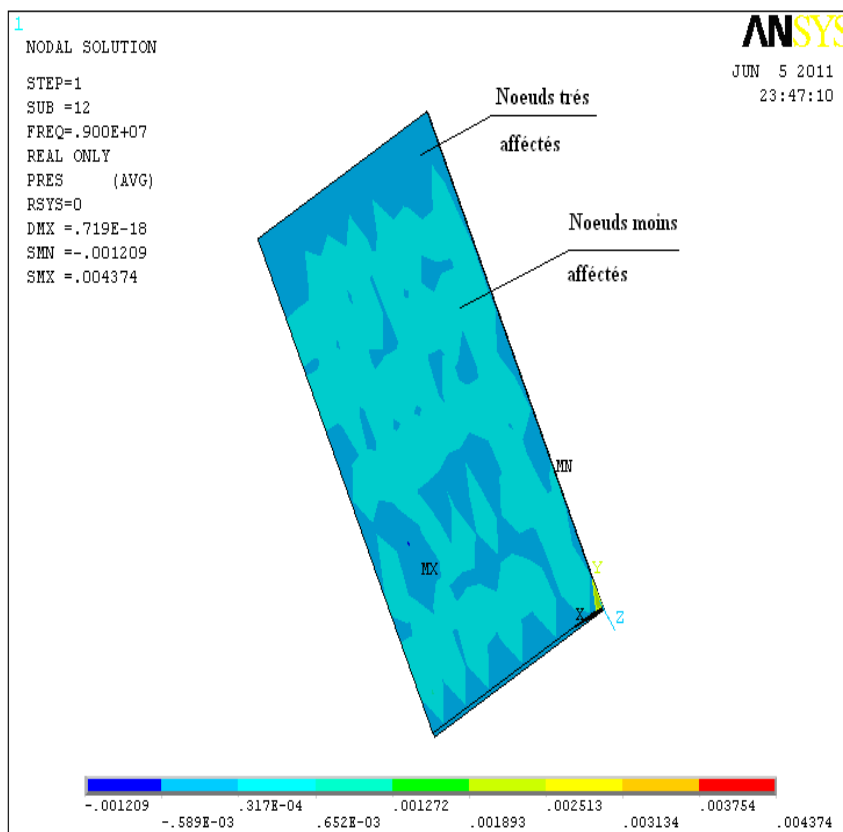 1
NODAL SOLUTION
STEP=1
SUB =12
FREQ=.900E+07
REAL ONLY
PRES (AVG)
RSYS=0
DMX =.719E-18
SMN =-.001209
SMX =.004374
ANSYS
JUN 5 2011
23:47:10
Noeuds trés
afféctés
Noeuds moins
afféctés
MN
MX
Y
X
Z
-.001209 .317E-04 .001272 .002513 .003754
-.589E-03 .652E-03 .001893 .003134 .004374